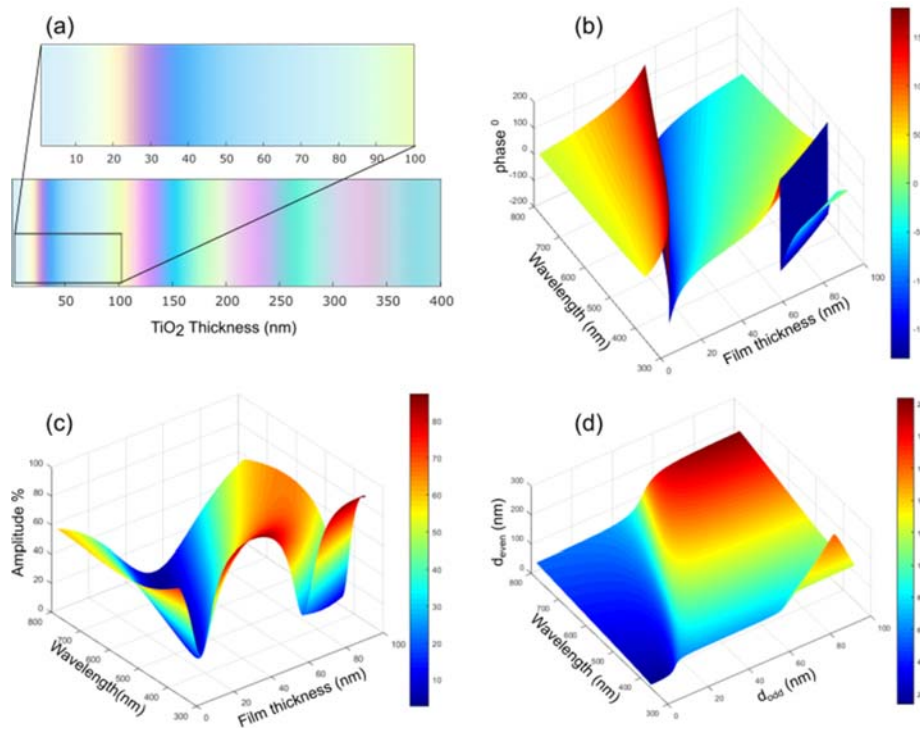 (a)
10 20 30 40 50 60 70 80 90 100
50 100 150 200 250 300 350 400
TiO2 Thickness (nm)
(b)
200
100
0
-100
-200
phase 0
800
700
600
500
400
300
Wavelength (nm)
0 20 40 60 80 100
Film thickness (nm)
(c)
100
80
60
40
20
0
Amplitude %
800
700
600
500
400
300
Wavelength(nm)
0 20 40 60 80 100
Film thickness (nm)
80
70
60
50
40
30
20
10
(d)
300
200
100
0
deven (nm)
800
700
600
500
400
300
Wavelength (nm)
0 20 40 60 80 100
dodd (nm)